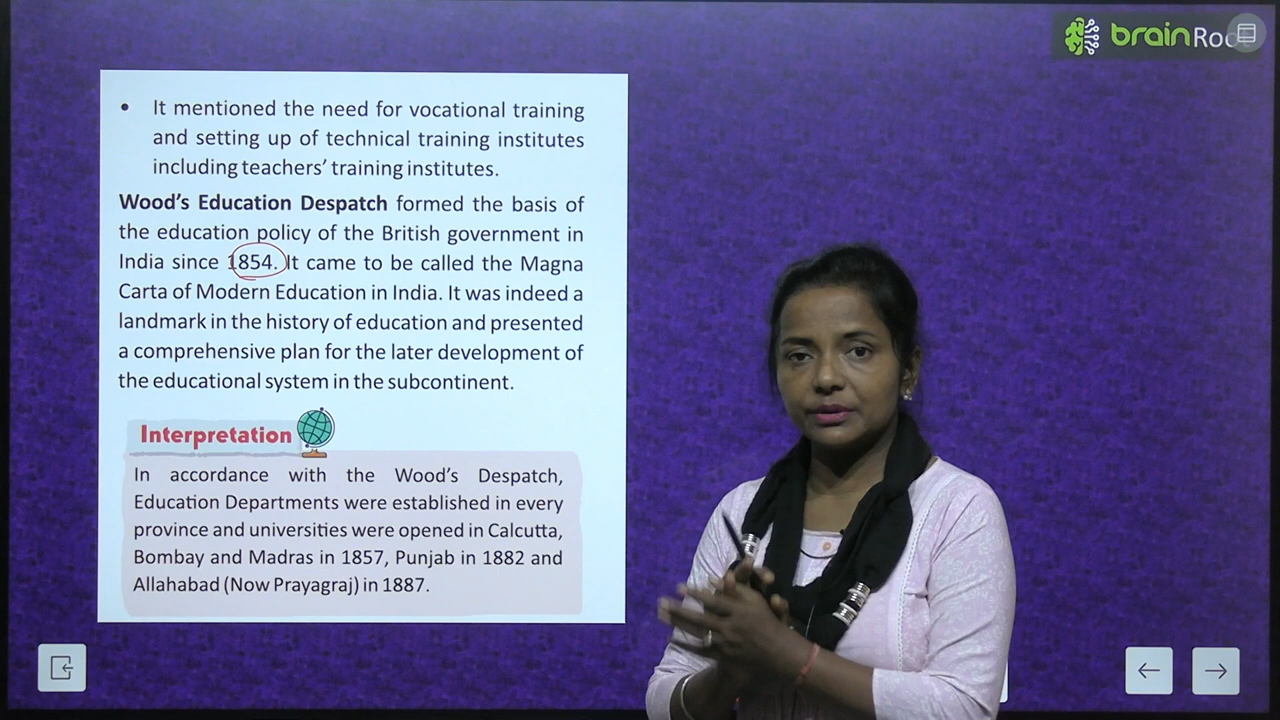 brain
• It mentioned the need for vocational training
and setting up of technical training institutes
including teachers’ training institutes.
Wood’s Education Despatch formed the basis of
the education policy of the British government in
India since 1854. It came to be called the Magna
Carta of Modern Education in India. It was indeed a
landmark in the history of education and presented
a comprehensive plan for the later development of
the educational system in the subcontinent.
Interpretation
In accordance with the Wood’s Despatch,
Education Departments were established in every
province and universities were opened in Calcutta,
Bombay and Madras in 1857, Punjab in 1882 and
Allahabad (Now Prayagraj) in 1887.